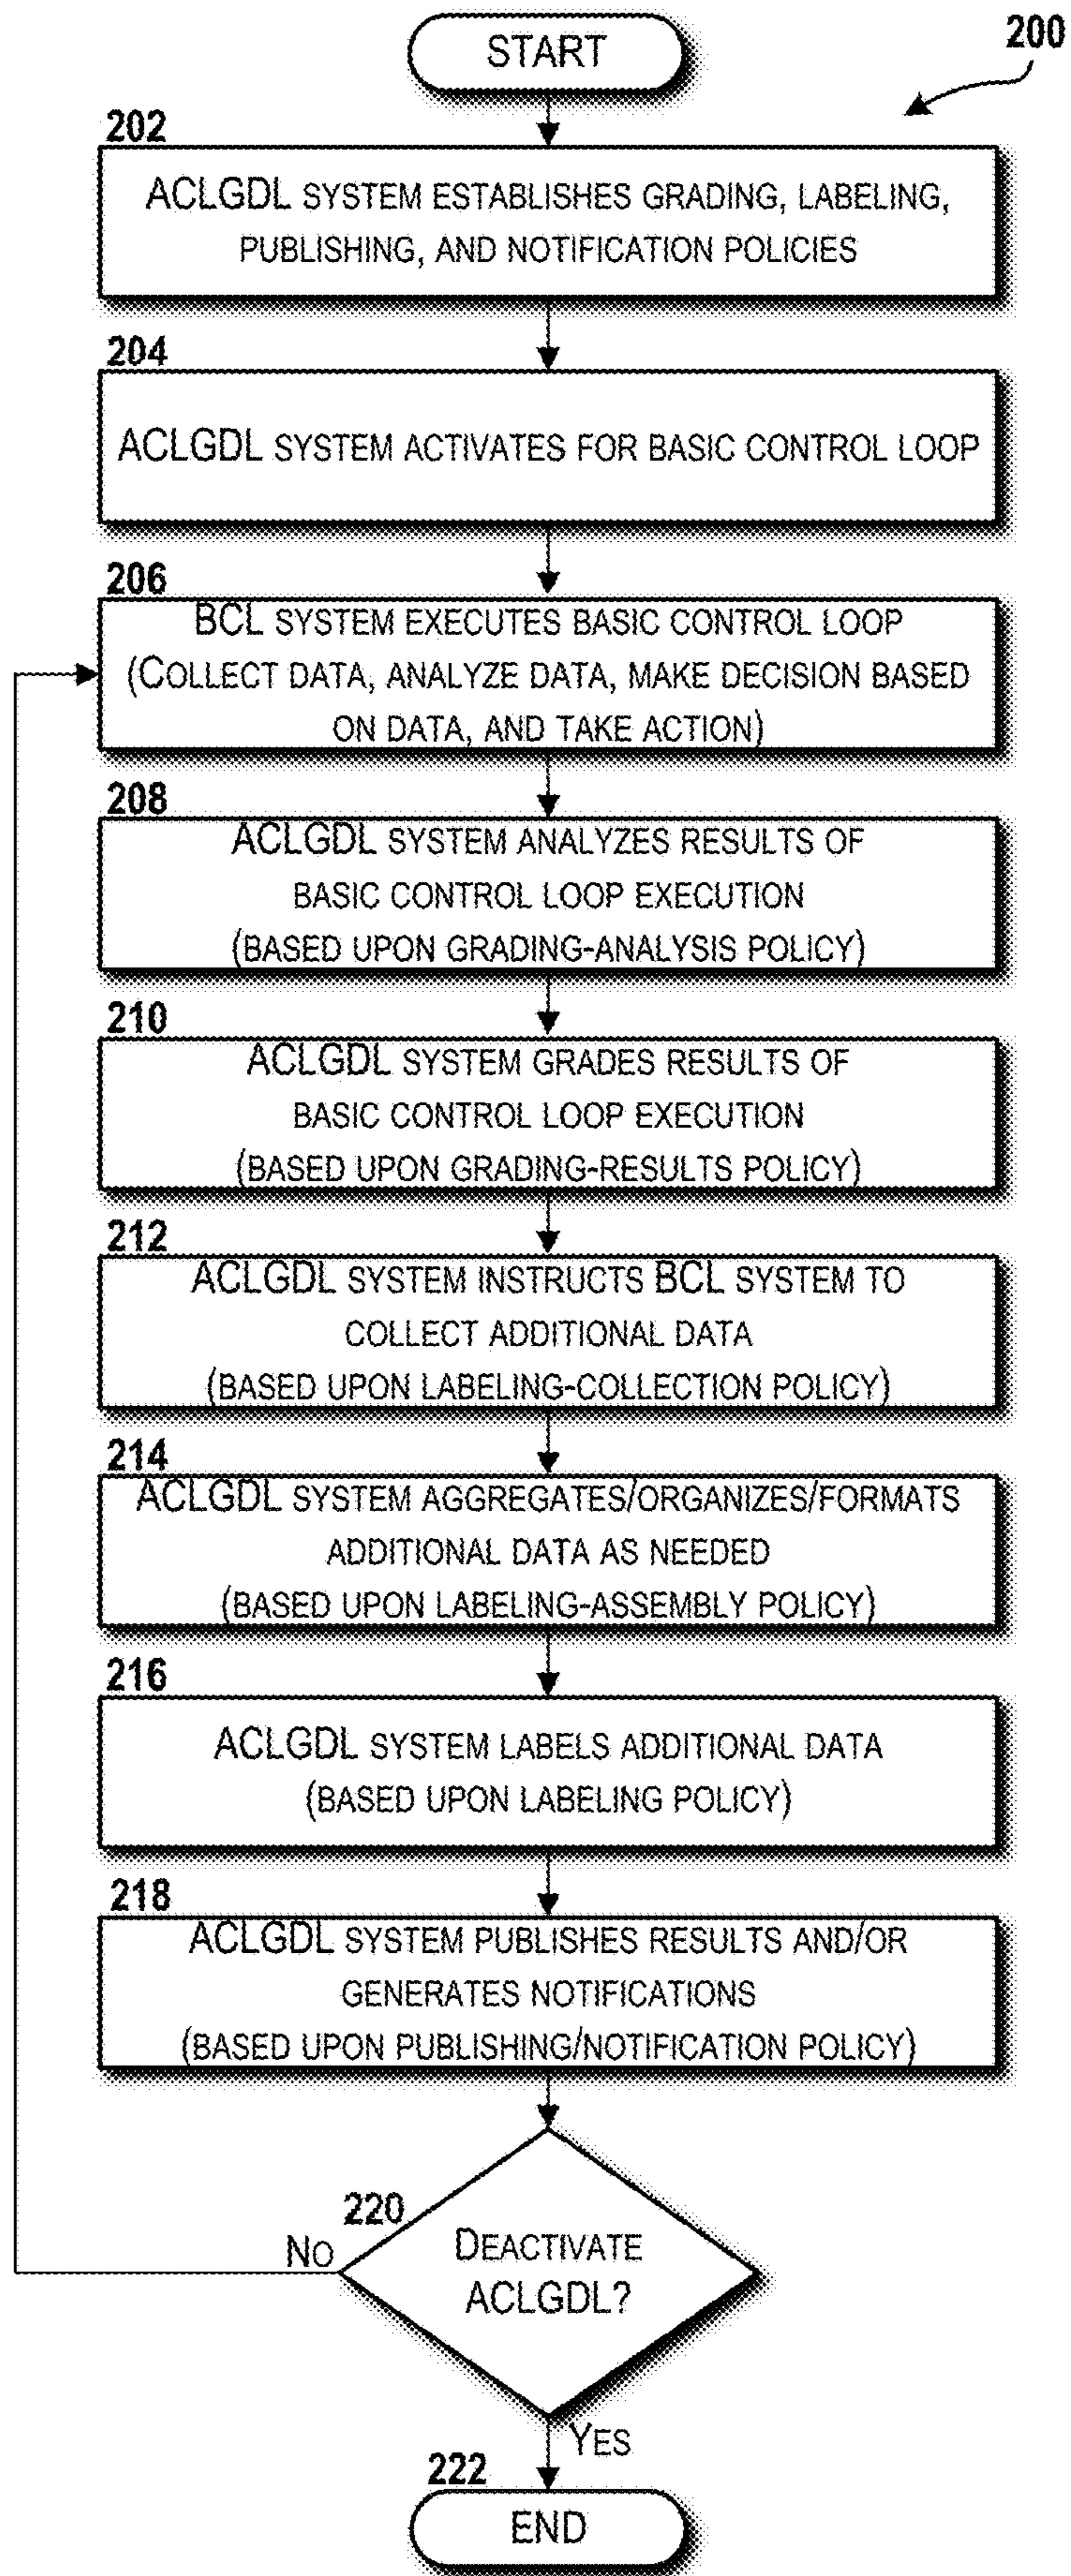 START
200
202
ACLGDL SYSTEM ESTABLISHES GRADING, LABELING,
PUBLISHING, AND NOTIFICATION POLICIES
204
ACLGDL SYSTEM ACTIVATES FOR BASIC CONTROL LOOP
206
BCL SYSTEM EXECUTES BASIC CONTROL LOOP
(COLLECT DATA, ANALYZE DATA, MAKE DECISION BASED
ON DATA, AND TAKE ACTION)
208
ACLGDL SYSTEM ANALYZES RESULTS OF
BASIC CONTROL LOOP EXECUTION
(BASED UPON GRADING-ANALYSIS POLICY)
210
ACLGDL SYSTEM GRADES RESULTS OF
BASIC CONTROL LOOP EXECUTION
(BASED UPON GRADING-RESULTS POLICY)
212
ACLGDL SYSTEM INSTRUCTS BCL SYSTEM TO
COLLECT ADDITIONAL DATA
(BASED UPON LABELING-COLLECTION POLICY)
214
ACLGDL SYSTEM AGGREGATES/ORGANIZES/FORMATS
ADDITIONAL DATA AS NEEDED
(BASED UPON LABELING-ASSEMBLY POLICY)
216
ACLGDL SYSTEM LABELS ADDITIONAL DATA
(BASED UPON LABELING POLICY)
218
ACLGDL SYSTEM PUBLISHES RESULTS AND/OR
GENERATES NOTIFICATIONS
(BASED UPON PUBLISHING/NOTIFICATION POLICY)
220
NO
DEACTIVATE
ACLGDL?
YES
222
END